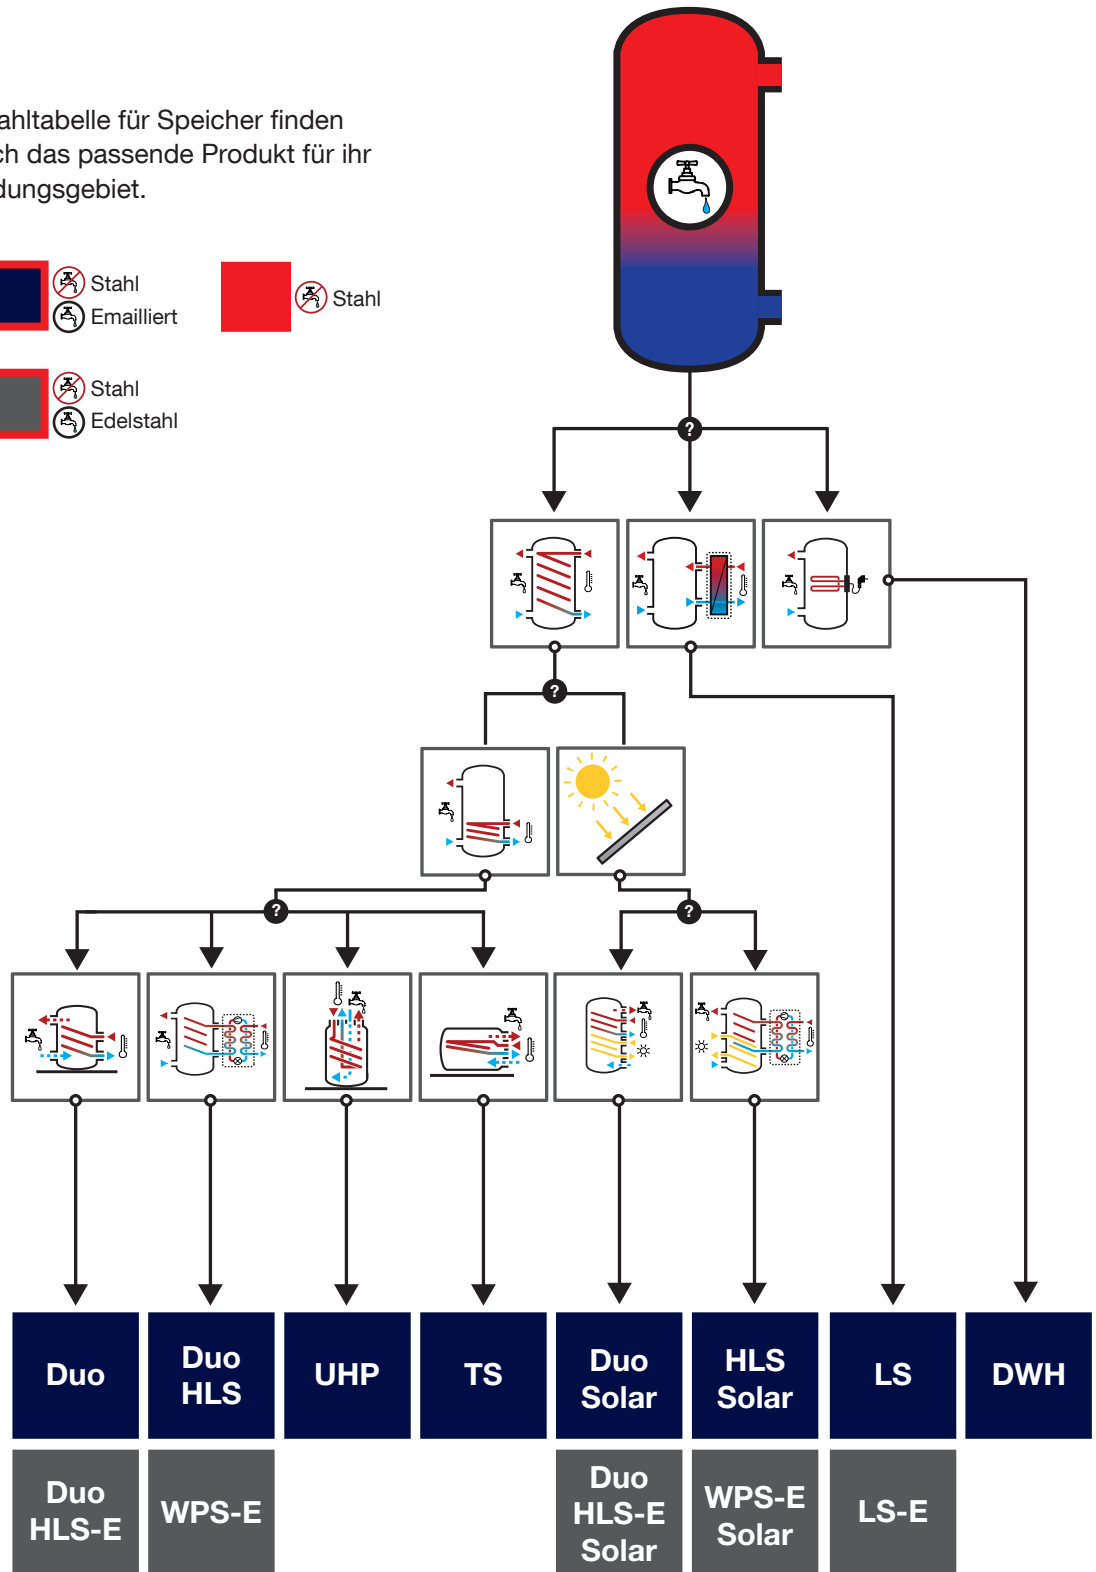 ahltabelle für Speicher finden
ch das passende Produkt für ihr
dungsgebiet.
Stahl
Emailliert
Stahl
Stahl
Edelstahl
?
?
?
?
Duo
Duo
HLS
UHP
TS
Duo
Solar
HLS
Solar
LS
DWH
Duo
HLS-E
WPS-E
Duo
HLS-E
Solar
WPS-E
Solar
LS-E